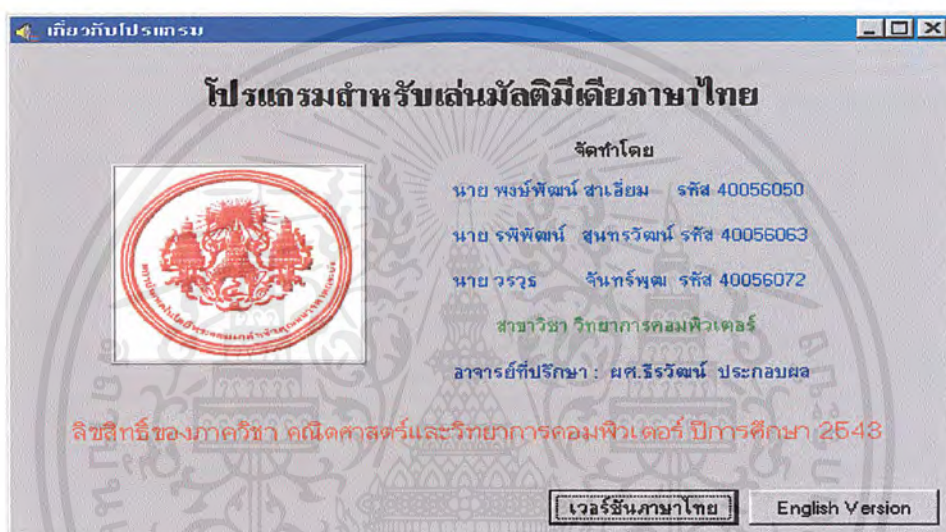 เกี่ยวกับโปรแกรม
โปรแกรมสำหรับเล่นมัลติมีเดียภาษาไทย
จัดทำโดย
นาย พงษ์พัฒน์ สาเอี่ยม รหัส 40056050
นาย รพีพัฒน์ สุนทรวัฒน์ รหัส 40056063
นาย วรวุธ จันทร์พุฒ รหัส 40056072
สาขาวิชา วิทยาการคอมพิวเตอร์
อาจารย์ที่ปรึกษา : ผศ.ธีรวัฒน์ ประกอบผล
ลิขสิทธิ์ของภาควิชา คณิตศาสตร์และวิทยาการคอมพิวเตอร์ ปีการศึกษา 2543
เวอร์ชันภาษาไทย
English Version